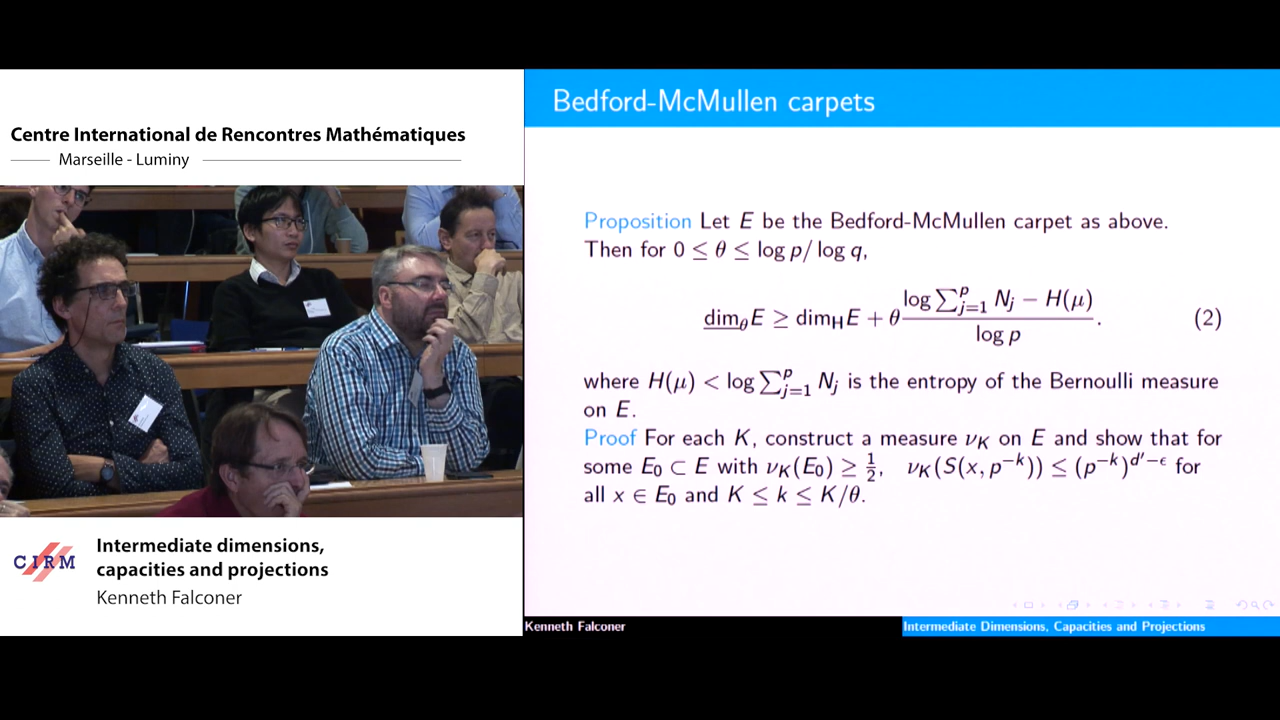 Centre International de Rencontres Mathématiques
Marseille - Luminy
CIRM
Intermediate dimensions,
capacities and projections
Kenneth Falconer
Bedford-McMullen carpets
Proposition Let E be the Bedford-McMullen carpet as above.
Then for 0 ≤ θ ≤ log p/ log q,
\underline{dim}_θ E ≥ dim_H E + θ (log ∑_{j=1}^p N_j − H(μ)) / (log p). (2)
where H(μ) < log ∑_{j=1}^p N_j is the entropy of the Bernoulli measure
on E.
Proof For each K, construct a measure ν_K on E and show that for
some E_0 ⊂ E with ν_K(E_0) ≥ 1/2, ν_K(S(x, p^{−k})) ≤ (p^{−k})^{d′−ϵ} for
all x ∈ E_0 and K ≤ k ≤ K/θ.
Kenneth Falconer
Intermediate Dimensions, Capacities and Projections